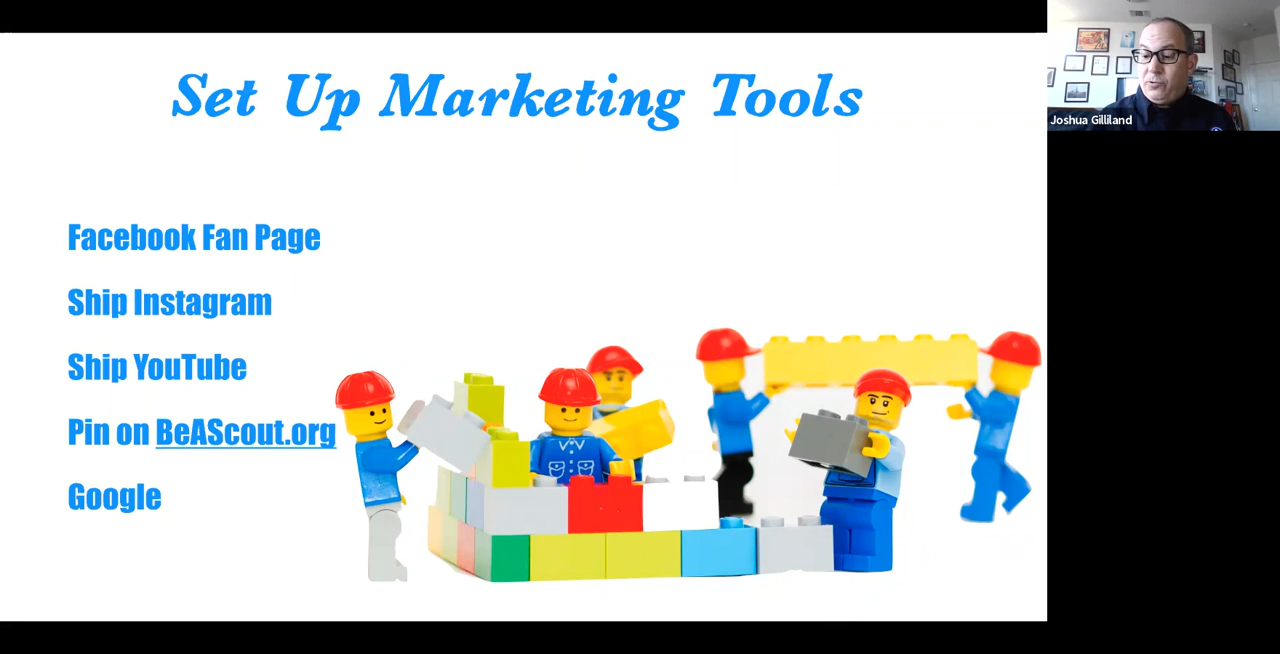 Set Up Marketing Tools
Joshua Gilliland
Facebook Fan Page
Ship Instagram
Ship YouTube
Pin on BeAScout.org
Google